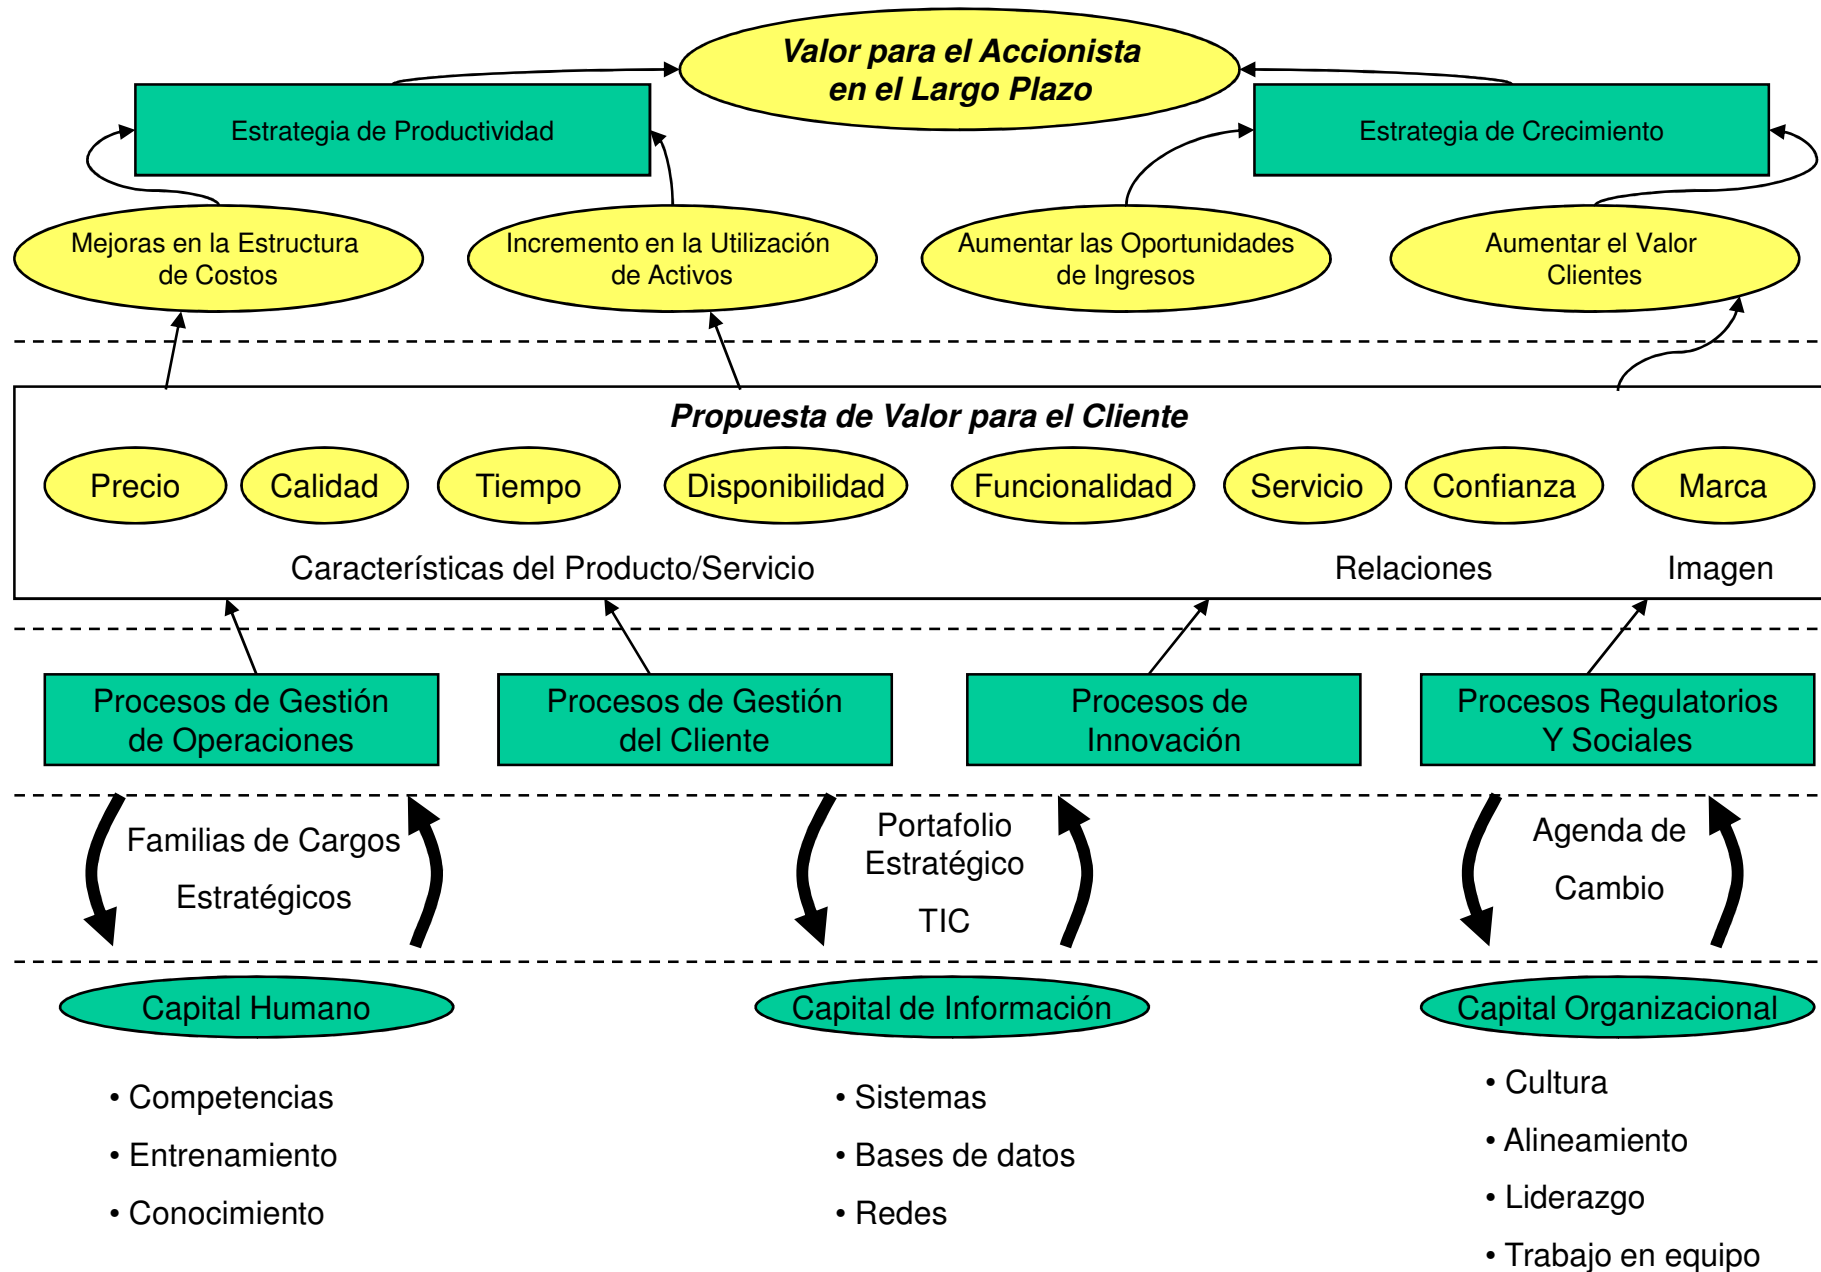 Valor para el Accionista
en el Largo Plazo
Estrategia de Productividad
Estrategia de Crecimiento
Mejoras en la Estructura
de Costos
Incremento en la Utilización
de Activos
Aumentar las Oportunidades
de Ingresos
Aumentar el Valor
Clientes
Propuesta de Valor para el Cliente
Precio
Calidad
Tiempo
Disponibilidad
Funcionalidad
Servicio
Confianza
Marca
Características del Producto/Servicio
Relaciones
Imagen
Procesos de Gestión
de Operaciones
Procesos de Gestión
del Cliente
Procesos de
Innovación
Procesos Regulatorios
Y Sociales
Familias de Cargos
Estratégicos
Portafolio
Estratégico
TIC
Agenda de
Cambio
Capital Humano
Capital de Información
Capital Organizacional
• Competencias
• Entrenamiento
• Conocimiento
• Sistemas
• Bases de datos
• Redes
• Cultura
• Alineamiento
• Liderazgo
• Trabajo en equipo